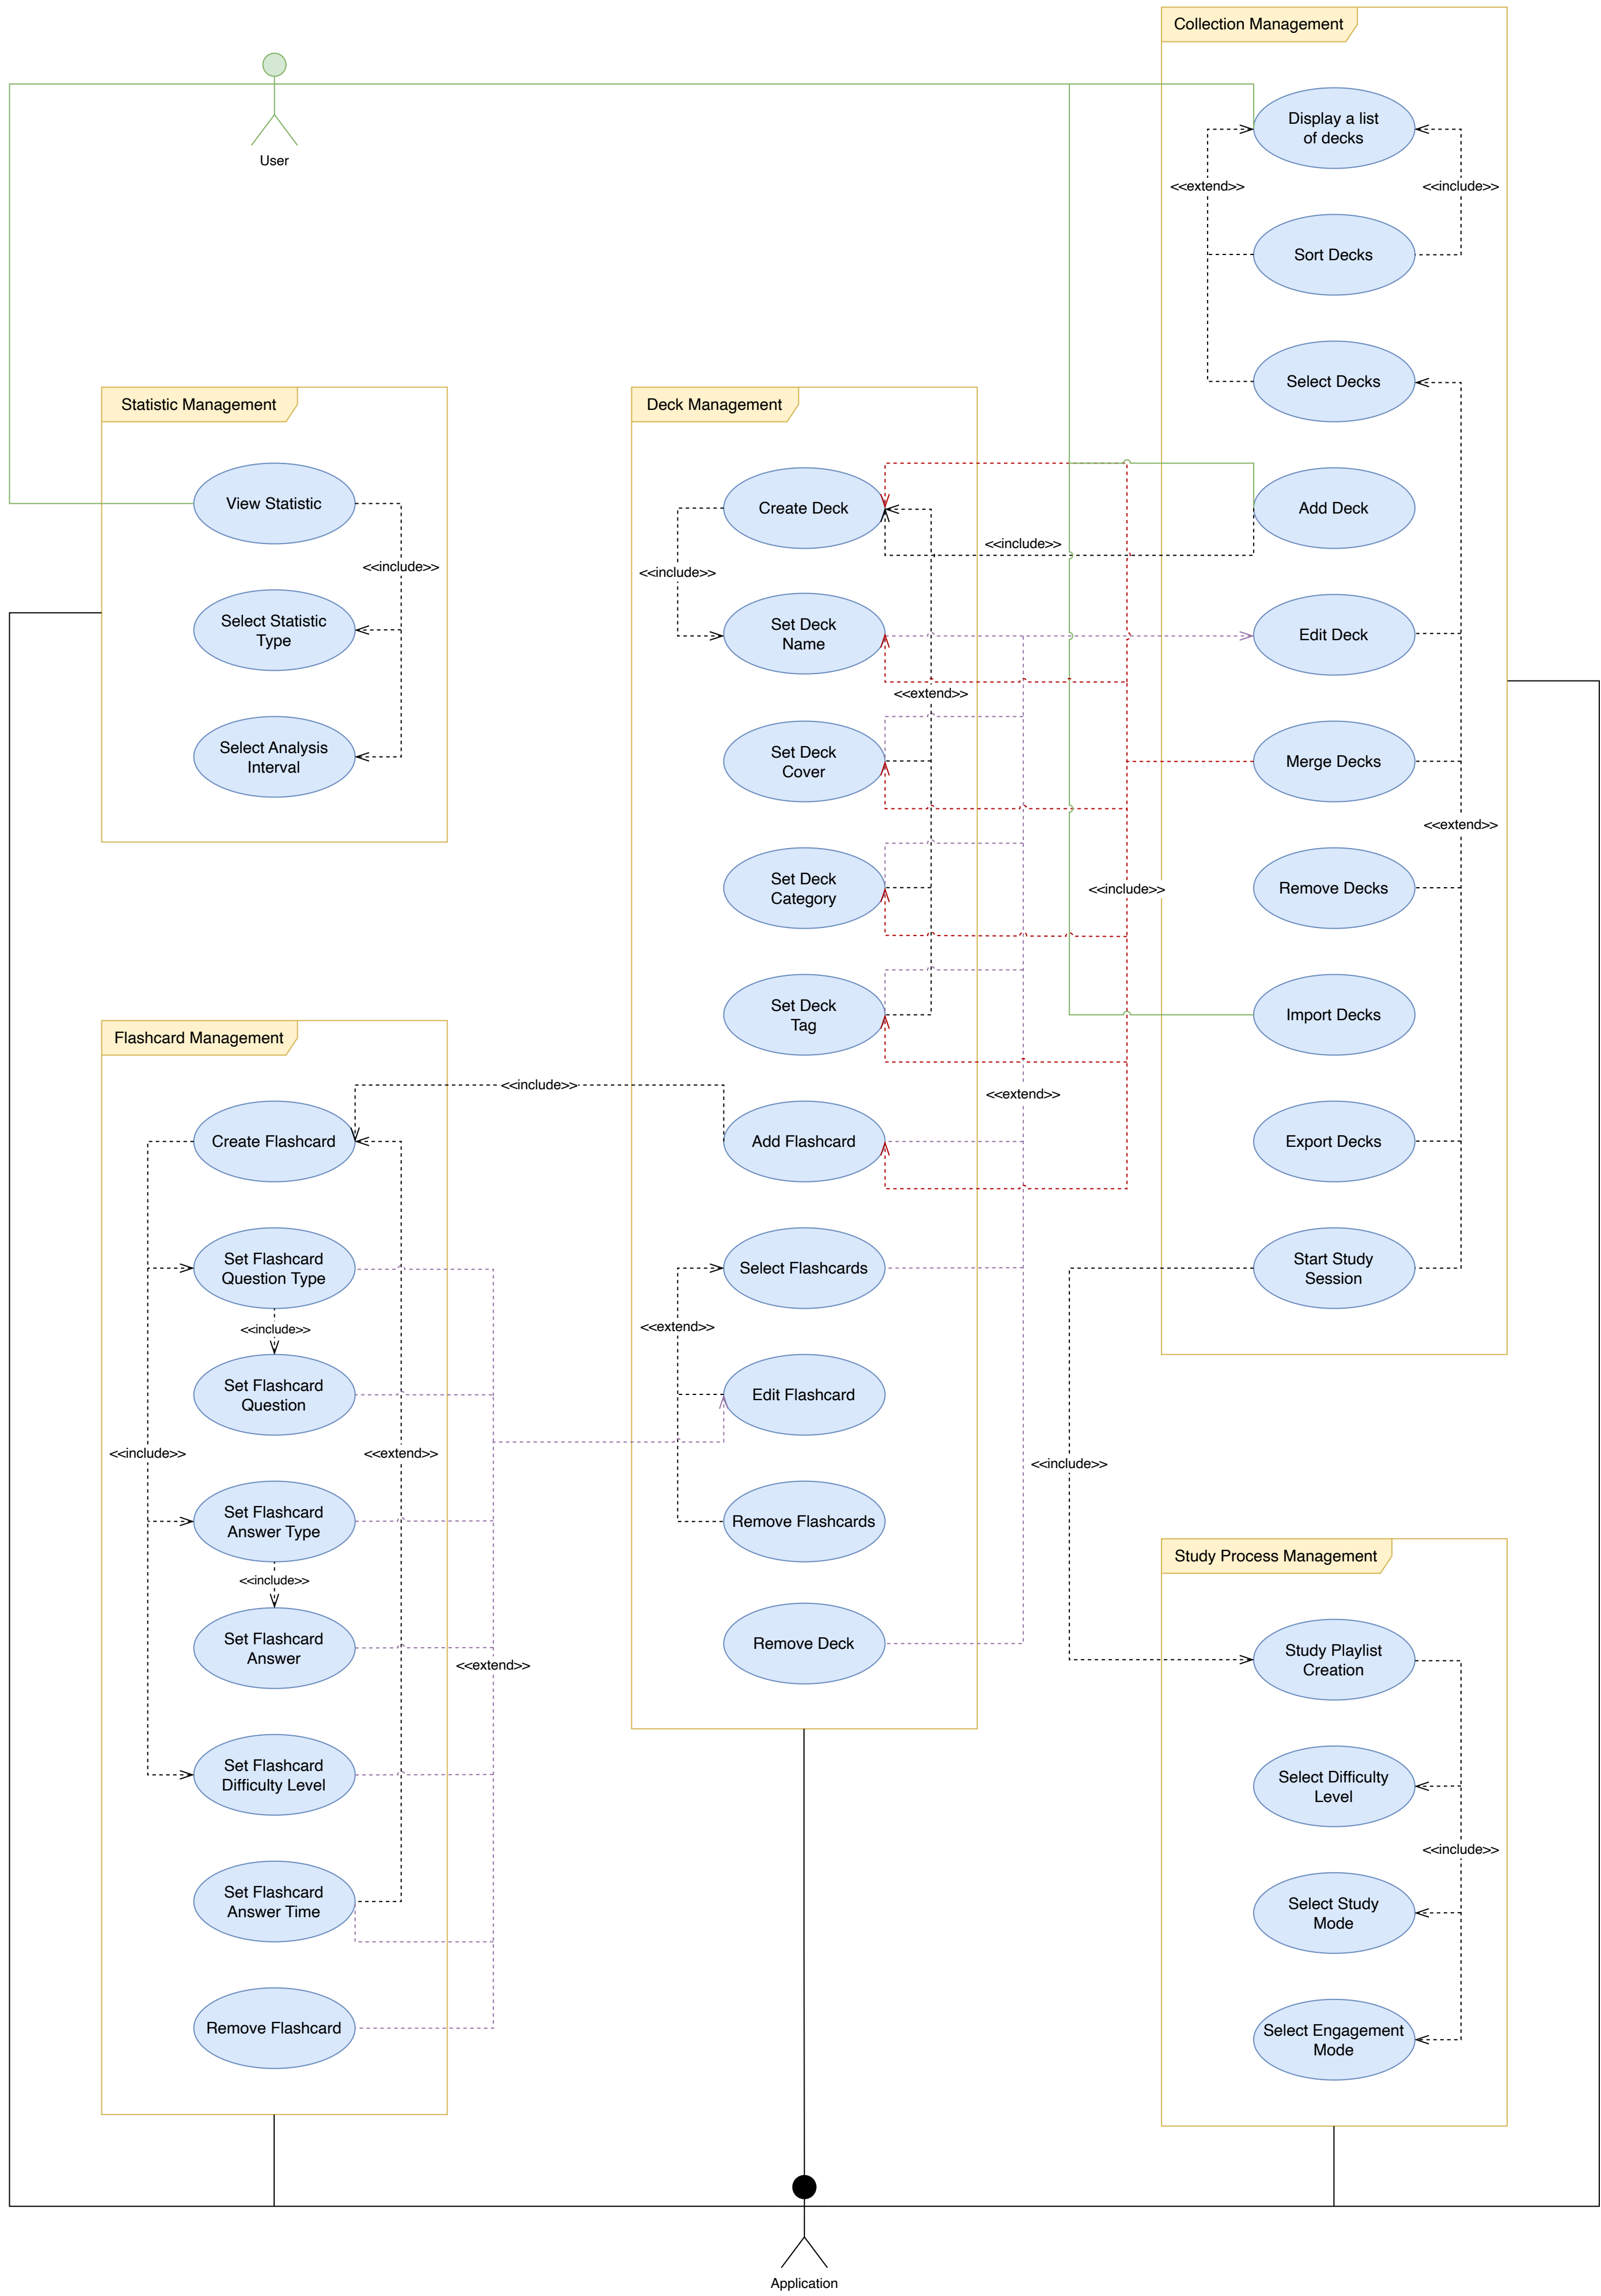 Collection Management
User
Display a list
of decks
<<extend>>
<<include>>
Sort Decks
Select Decks
Add Deck
Edit Deck
Merge Decks
<<extend>>
<<include>>
Remove Decks
Import Decks
Export Decks
Start Study
Session
<<include>>
Statistic Management
View Statistic
<<include>>
Select Statistic
Type
Select Analysis
Interval
Deck Management
Create Deck
<<include>>
<<include>>
Set Deck
Name
<<extend>>
Set Deck
Cover
Set Deck
Category
Set Deck
Tag
<<extend>>
Add Flashcard
<<include>>
Select Flashcards
<<extend>>
Edit Flashcard
Remove Flashcards
Remove Deck
Flashcard Management
Create Flashcard
Set Flashcard
Question Type
<<include>>
Set Flashcard
Question
<<include>>
<<extend>>
Set Flashcard
Answer Type
<<include>>
Set Flashcard
Answer
<<extend>>
Set Flashcard
Difficulty Level
Set Flashcard
Answer Time
Remove Flashcard
Study Process Management
Study Playlist
Creation
Select Difficulty
Level
<<include>>
Select Study
Mode
Select Engagement
Mode
Application